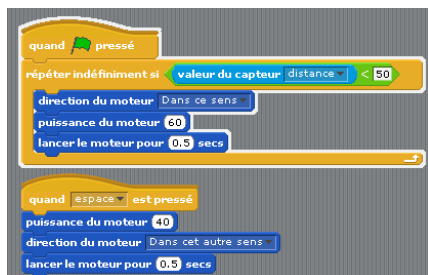 quand pressé
répéter indéfiniment si valeur du capteur distance < 50
direction du moteur Dans ce sens
puissance du moteur 60
lancer le moteur pour 0.5 secs
quand espace est pressé
puissance du moteur 40
direction du moteur Dans cet autre sens
lancer le moteur pour 0.5 secs